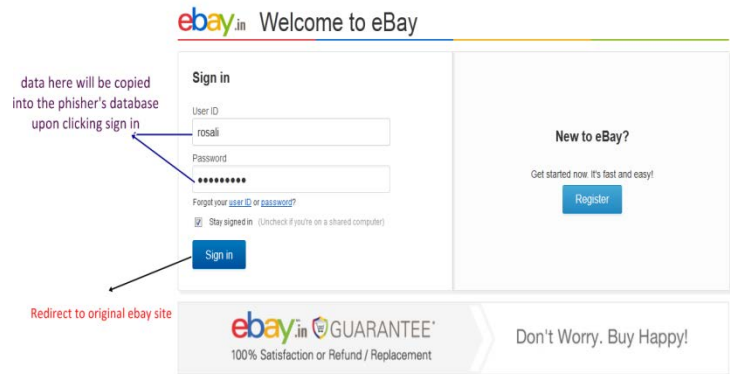 ebay.in Welcome to eBay
data here will be copied
into the phisher's database
upon clicking sign in
Sign in
User ID
rosali
Password
•••••••••
Forgot your user ID or password?
Stay signed in (Uncheck if you're on a shared computer)
Sign in
Redirect to original ebay site
New to eBay?
Get started now. It's fast and easy!
Register
ebay.in GUARANTEE*
100% Satisfaction or Refund / Replacement
Don't Worry. Buy Happy!